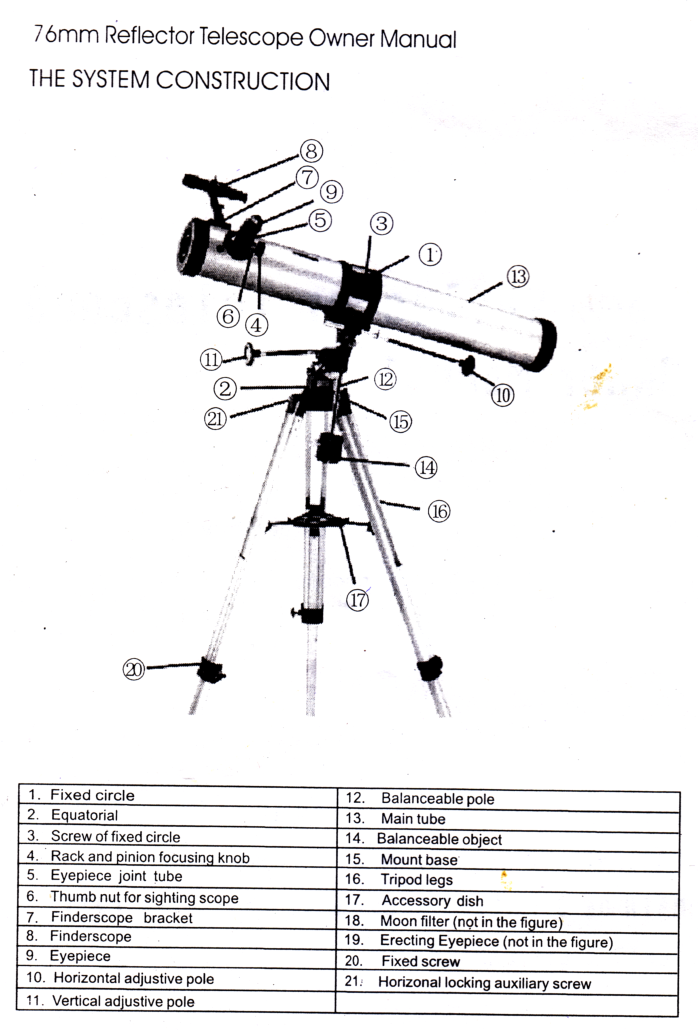 76mm Reflector Telescope Owner Manual
THE SYSTEM CONSTRUCTION
⑧
⑦
⑨
⑤
③
①
⑬
⑥ ④
⑪
⑫
②
⑩
㉑
⑮
⑭
⑯
⑰
⑳
1. Fixed circle
2. Equatorial
3. Screw of fixed circle
4. Rack and pinion focusing knob
5. Eyepiece joint tube
6. Thumb nut for sighting scope
7. Finderscope bracket
8. Finderscope
9. Eyepiece
10. Horizontal adjustive pole
11. Vertical adjustive pole
12. Balanceable pole
13. Main tube
14. Balanceable object
15. Mount base
16. Tripod legs
17. Accessory dish
18. Moon filter (not in the figure)
19. Erecting Eyepiece (not in the figure)
20. Fixed screw
21. Horizonal locking auxiliary screw